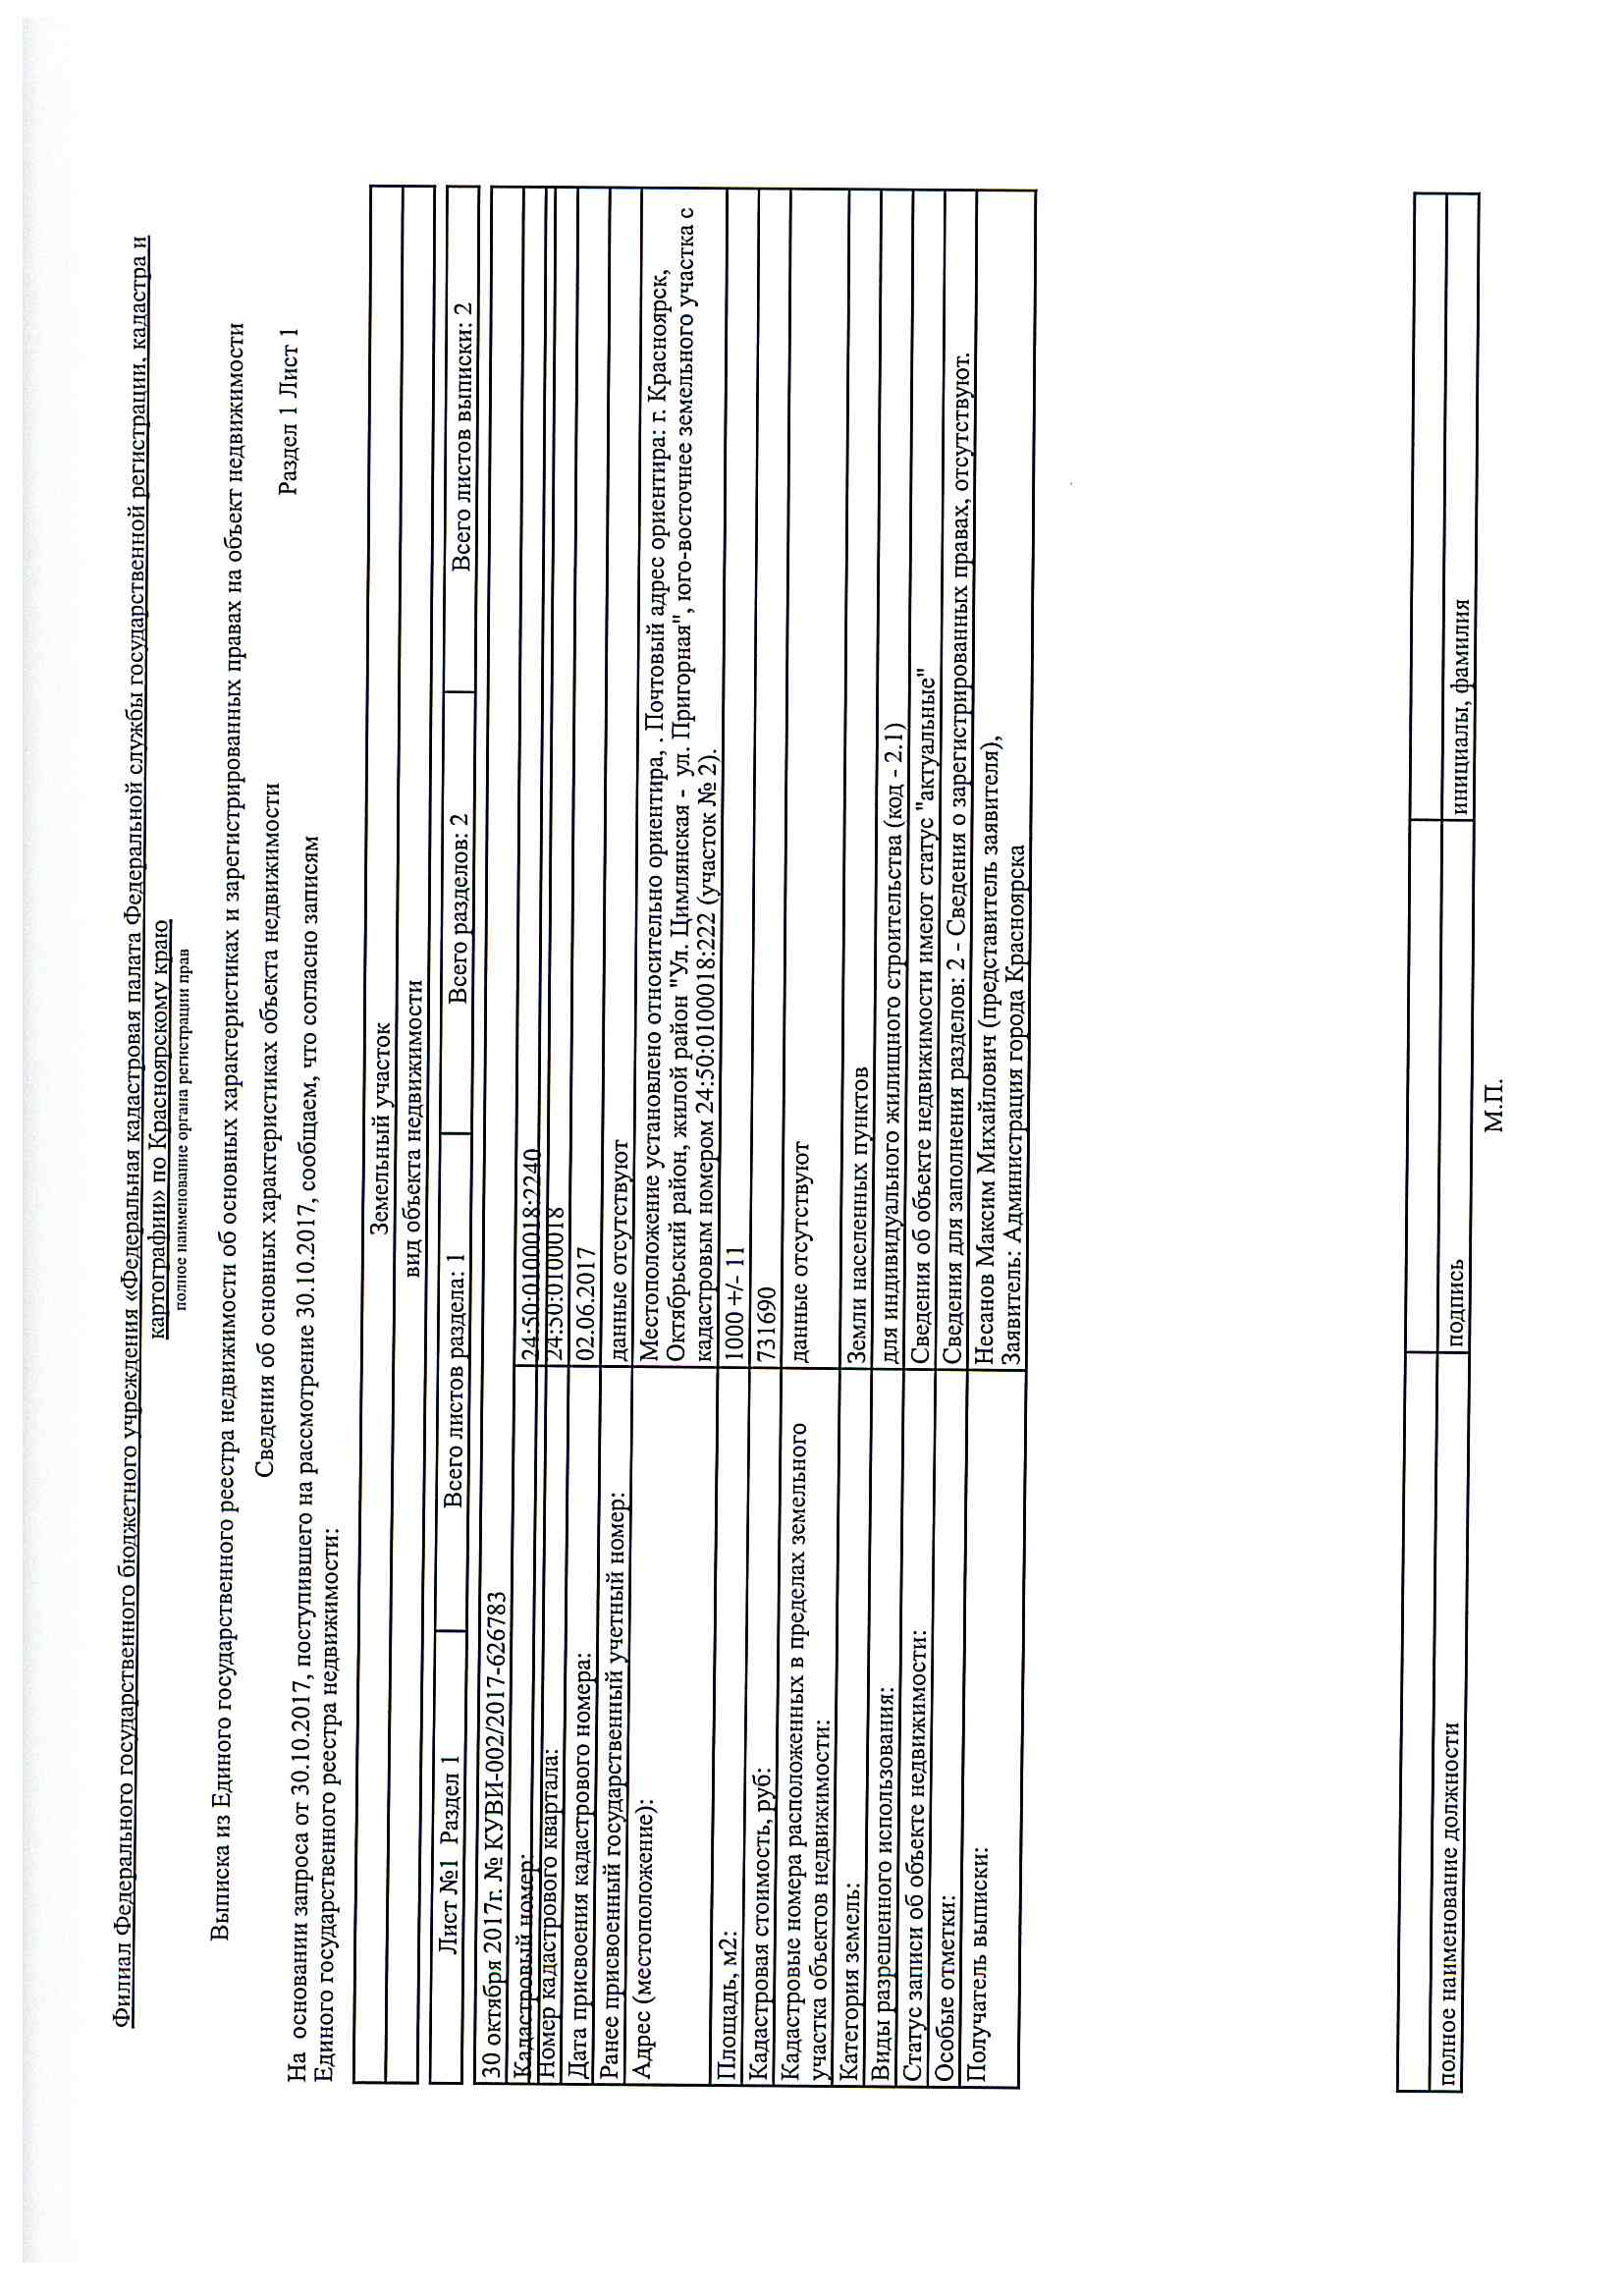 Филиал Федерального государственного бюджетного учреждения «Федеральная кадастровая палата Федеральной службы государственной регистрации, кадастра и
картографии» по Красноярскому краю
полное наименование органа регистрации прав
Выписка из Единого государственного реестра недвижимости об основных характеристиках и зарегистрированных правах на объект недвижимости
Сведения об основных характеристиках объекта недвижимости
Раздел 1 Лист 1
На основании запроса от 30.10.2017, поступившего на рассмотрение 30.10.2017, сообщаем, что согласно записям
Единого государственного реестра недвижимости:
Земельный участок
вид объекта недвижимости
Лист №1 Раздел 1 Всего листов раздела: 1 Всего разделов: 2 Всего листов выписки: 2
30 октября 2017г. № КУВИ-002/2017-626783
Кадастровый номер: 24:50:0100018:2240
Номер кадастрового квартала: 24:50:0100018
Дата присвоения кадастрового номера: 02.06.2017
Ранее присвоенный государственный учетный номер: данные отсутствуют
Адрес (местоположение): Местоположение установлено относительно ориентира, . Почтовый адрес ориентира: г. Красноярск,
Октябрьский район, жилой район "Ул. Цимлянская - ул. Пригорная", юго-восточнее земельного участка с
кадастровым номером 24:50:0100018:222 (участок № 2).
Площадь, м2: 1000 +/- 11
Кадастровая стоимость, руб: 731690
Кадастровые номера расположенных в пределах земельного
участка объектов недвижимости: данные отсутствуют
Категория земель: Земли населенных пунктов
Виды разрешенного использования: для индивидуального жилищного строительства (код - 2.1)
Статус записи об объекте недвижимости: Сведения об объекте недвижимости имеют статус "актуальные"
Особые отметки: Сведения для заполнения разделов: 2 - Сведения о зарегистрированных правах, отсутствуют.
Получатель выписки: Несанов Максим Михайлович (представитель заявителя),
Заявитель: Администрация города Красноярска
полное наименование должности подпись инициалы, фамилия
М.П.